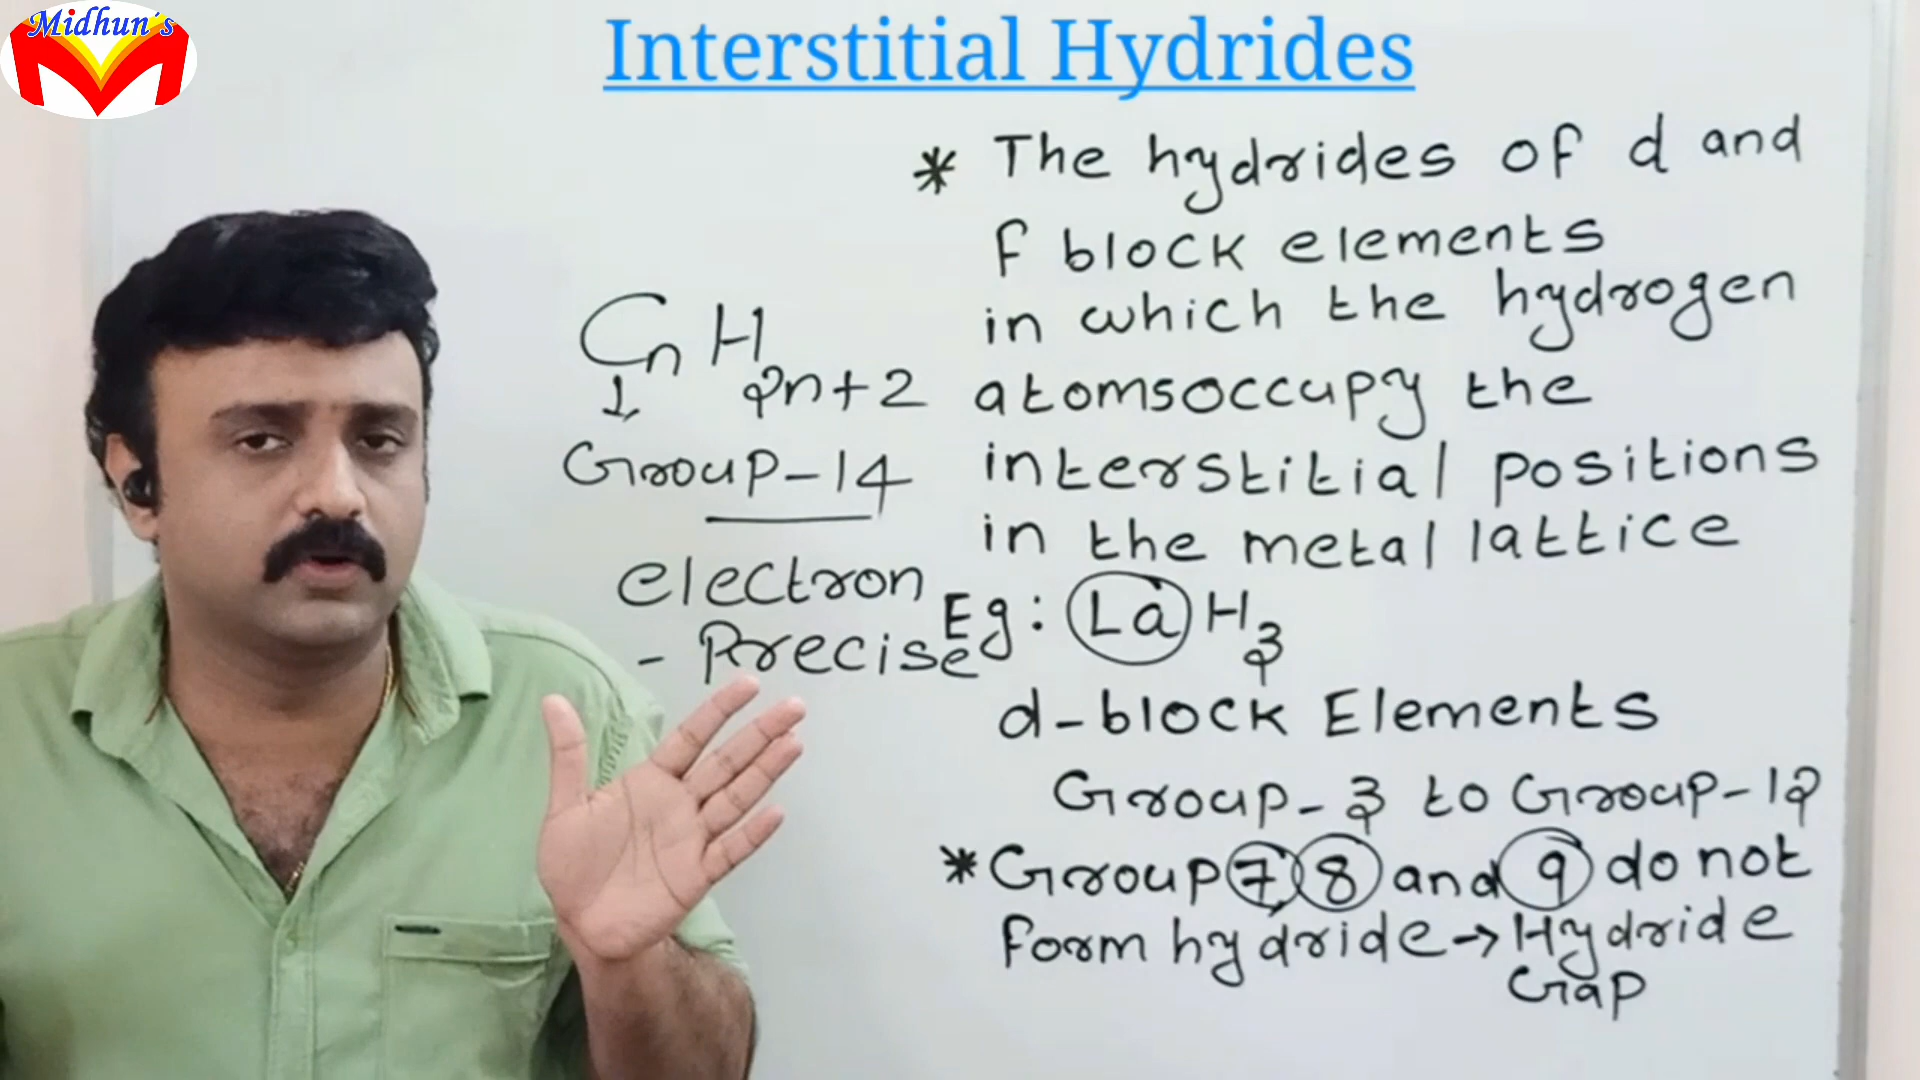 Midhun's
Interstitial Hydrides
* The hydrides of d and
f block elements
in which the hydrogen
atomsoccupy the
interstitial positions
in the metal lattice
Eg: LaH3
d-block Elements
Group-3 to Group-12
* Group 7, 8 and 9 do not
form hydride → Hydride
Gap
CnH2n+2
↓
Group-14
electron
- Precise